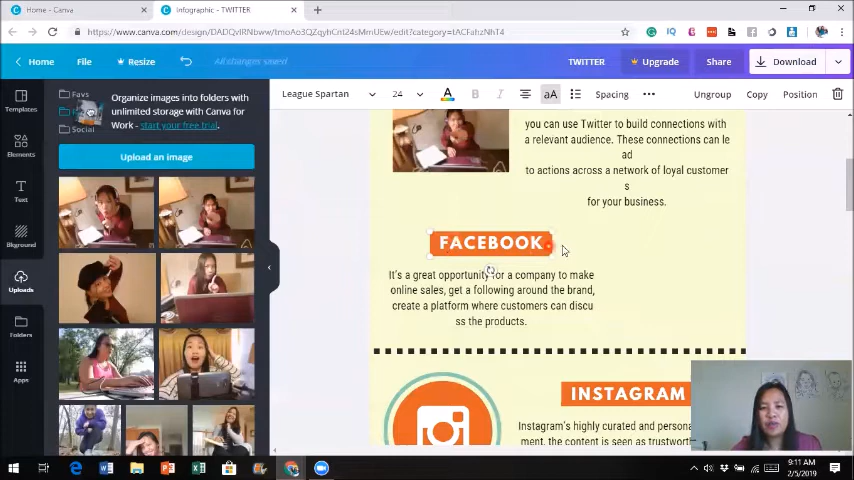 Home - Canva
Infographic - TWITTER
https://www.canva.com/design/
Home
File
Resize
All changes saved
TWITTER
Upgrade
Share
Download
League Spartan
24
A
B
I
aA
Spacing
Ungroup
Copy
Position
Templates
Elements
Text
Bkground
Uploads
Folders
Apps
Favs
Social
Organize images into folders with
unlimited storage with Canva for
Work - start your free trial.
Upload an image
you can use Twitter to build connections with
a relevant audience. These connections can le
ad
to actions across a network of loyal customer
s
for your business.
FACEBOOK
It's a great opportunity for a company to make
online sales, get a following around the brand,
create a platform where customers can discu
ss the products.
INSTAGRAM
Instagram's highly curated and persona
ment, the content is seen as trustworth
9:11 AM
2/5/2019